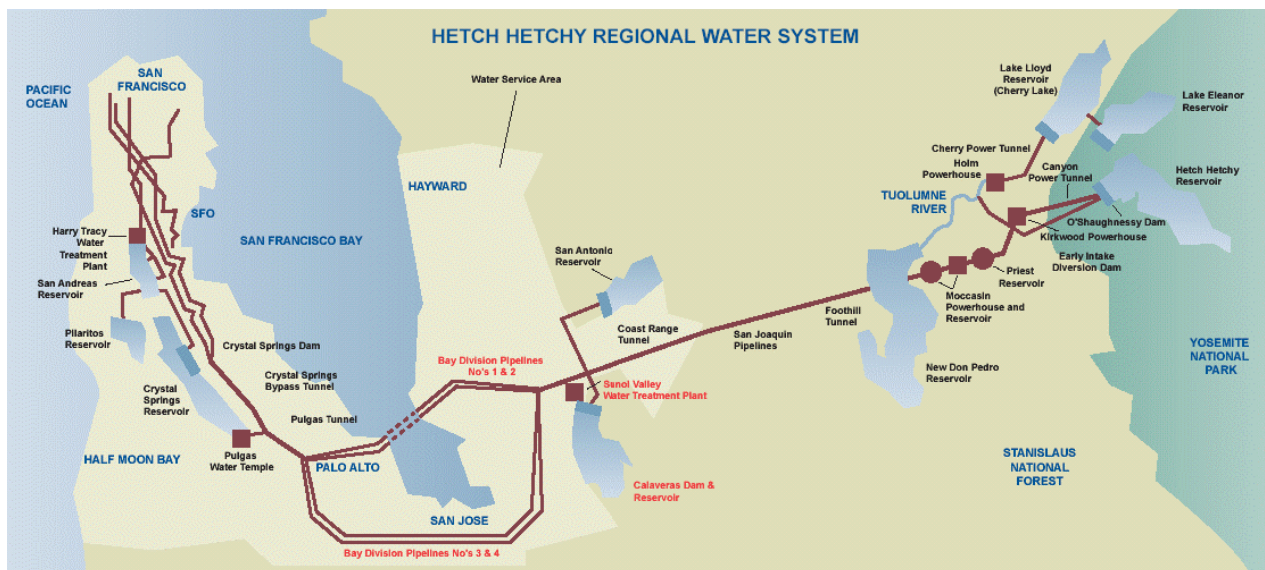 HETCH HETCHY REGIONAL WATER SYSTEM
PACIFIC
OCEAN
SAN
FRANCISCO
Water Service Area
Lake Lloyd
Reservoir
(Cherry Lake)
Lake Eleanor
Reservoir
Cherry Power Tunnel
Holm
Powerhouse
Canyon
Power Tunnel
Hetch Hetchy
Reservoir
HAYWARD
TUOLUMNE
RIVER
SFO
O'Shaughnessy Dam
Kirkwood Powerhouse
Harry Tracy
Water
Treatment
Plant
SAN FRANCISCO BAY
San Antonio
Reservoir
Early Intake
Diversion Dam
Priest
Reservoir
San Andreas
Reservoir
Moccasin
Powerhouse and
Reservoir
Foothill
Tunnel
Pilaritos
Reservoir
Coast Range
Tunnel
San Joaquin
Pipelines
Crystal Springs Dam
YOSEMITE
NATIONAL
PARK
Bay Division Pipelines
No's 1 & 2
Crystal Springs
Bypass Tunnel
New Don Pedro
Reservoir
Crystal
Springs
Reservoir
Sunol Valley
Water Treatment Plant
Pulgas Tunnel
HALF MOON BAY
Pulgas
Water Temple
PALO ALTO
STANISLAUS
NATIONAL
FOREST
Calaveras Dam &
Reservoir
SAN JOSE
Bay Division Pipelines No's 3 & 4